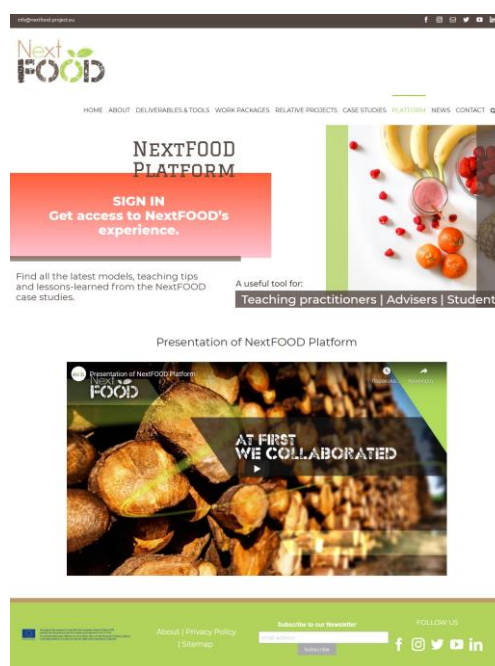 info@nextfood-project.eu
Next
FOOD
HOME ABOUT DELIVERABLES & TOOLS WORK PACKAGES RELATIVE PROJECTS CASE STUDIES PLATFORM NEWS CONTACT
NEXTFOOD
PLATFORM
SIGN IN
Get access to NextFOOD's
experience.
Find all the latest models, teaching tips
and lessons-learned from the NextFOOD
case studies.
A useful tool for:
Teaching practitioners | Advisers | Student
Presentation of NextFOOD Platform
Presentation of NextFOOD Platform
Next
FOOD
AT FIRST
WE COLLABORATED
About | Privacy Policy
| Sitemap
Subscribe to our Newsletter
email address
Subscribe
FOLLOW US